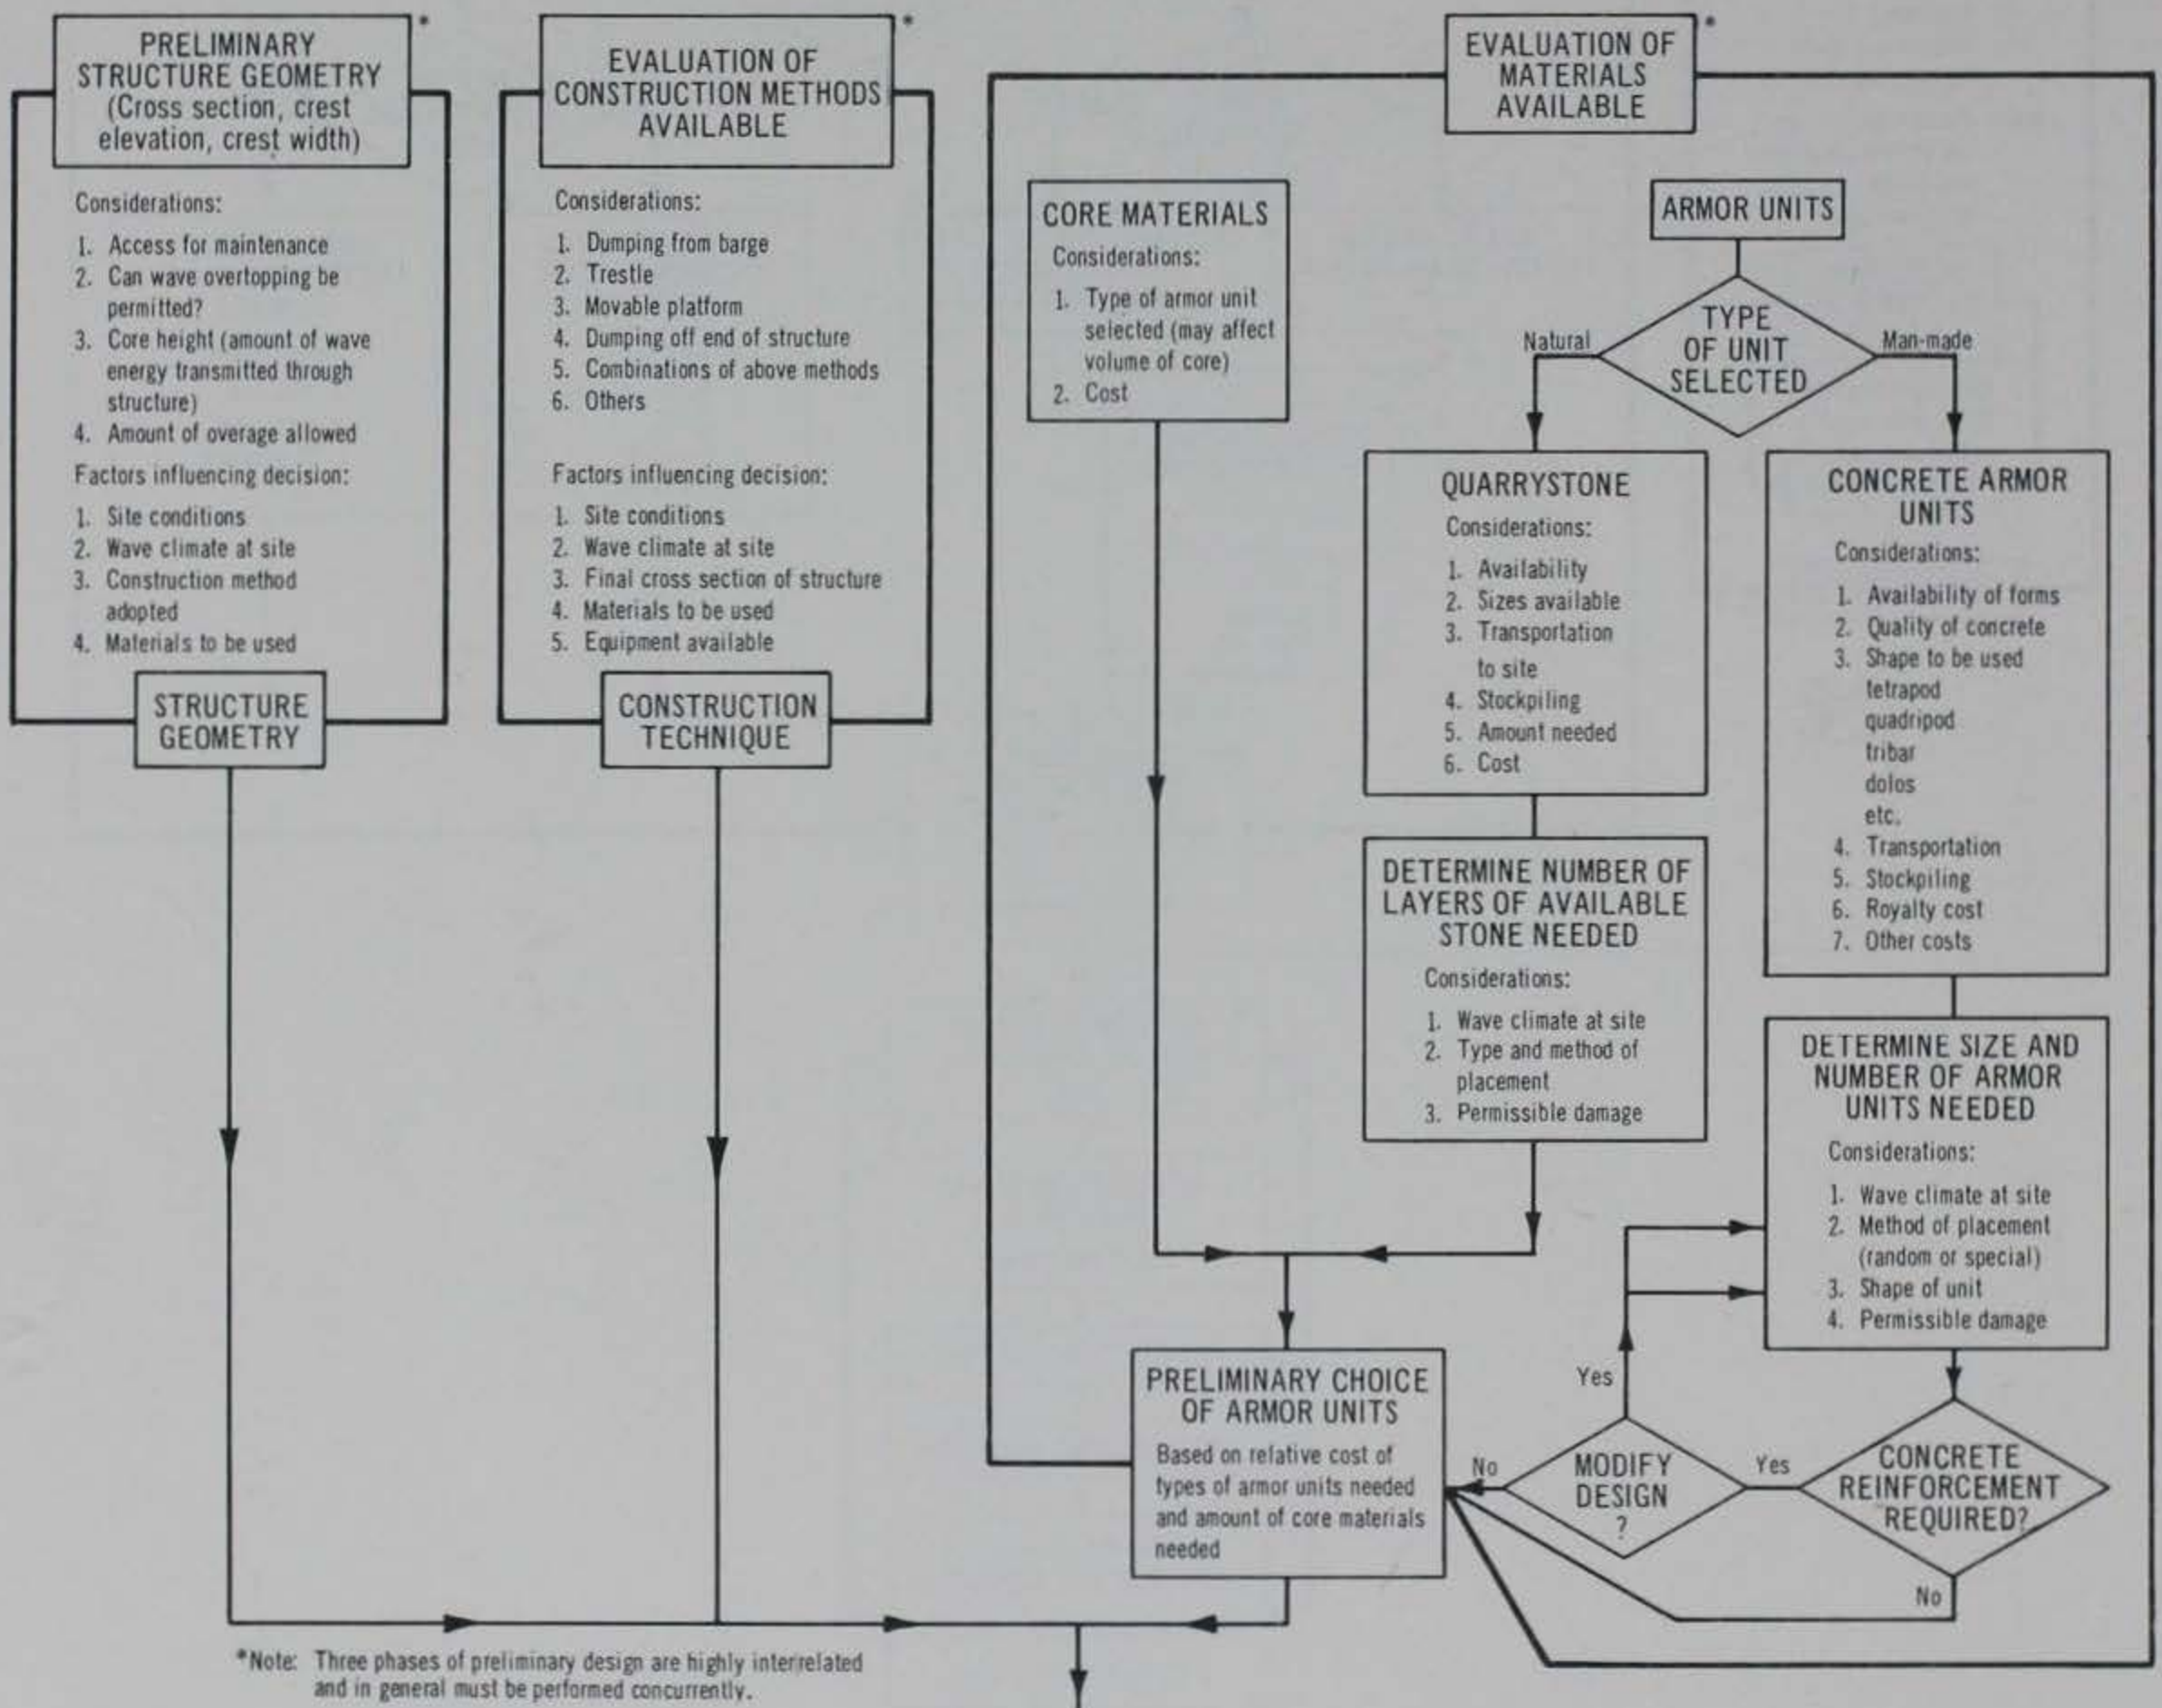 *
PRELIMINARY
STRUCTURE GEOMETRY
(Cross section, crest
elevation, crest width)
Considerations:
1. Access for maintenance
2. Can wave overtopping be
permitted?
3. Core height (amount of wave
energy transmitted through
structure)
4. Amount of overage allowed
Factors influencing decision:
1. Site conditions
2. Wave climate at site
3. Construction method
adopted
4. Materials to be used
STRUCTURE
GEOMETRY
*
EVALUATION OF
CONSTRUCTION METHODS
AVAILABLE
Considerations:
1. Dumping from barge
2. Trestle
3. Movable platform
4. Dumping off end of structure
5. Combinations of above methods
6. Others
Factors influencing decision:
1. Site conditions
2. Wave climate at site
3. Final cross section of structure
4. Materials to be used
5. Equipment available
CONSTRUCTION
TECHNIQUE
*
EVALUATION OF
MATERIALS
AVAILABLE
CORE MATERIALS
Considerations:
1. Type of armor unit
selected (may affect
volume of core)
2. Cost
ARMOR UNITS
TYPE
OF UNIT
SELECTED
Natural
Man-made
QUARRYSTONE
Considerations:
1. Availability
2. Sizes available
3. Transportation
to site
4. Stockpiling
5. Amount needed
6. Cost
DETERMINE NUMBER OF
LAYERS OF AVAILABLE
STONE NEEDED
Considerations:
1. Wave climate at site
2. Type and method of
placement
3. Permissible damage
CONCRETE ARMOR
UNITS
Considerations:
1. Availability of forms
2. Quality of concrete
3. Shape to be used
tetrapod
quadripod
tribar
dolos
etc.
4. Transportation
5. Stockpiling
6. Royalty cost
7. Other costs
DETERMINE SIZE AND
NUMBER OF ARMOR
UNITS NEEDED
Considerations:
1. Wave climate at site
2. Method of placement
(random or special)
3. Shape of unit
4. Permissible damage
PRELIMINARY CHOICE
OF ARMOR UNITS
Based on relative cost of
types of armor units needed
and amount of core materials
needed
Yes
No
MODIFY
DESIGN
?
Yes
CONCRETE
REINFORCEMENT
REQUIRED?
No
*Note: Three phases of preliminary design are highly interrelated
and in general must be performed concurrently.